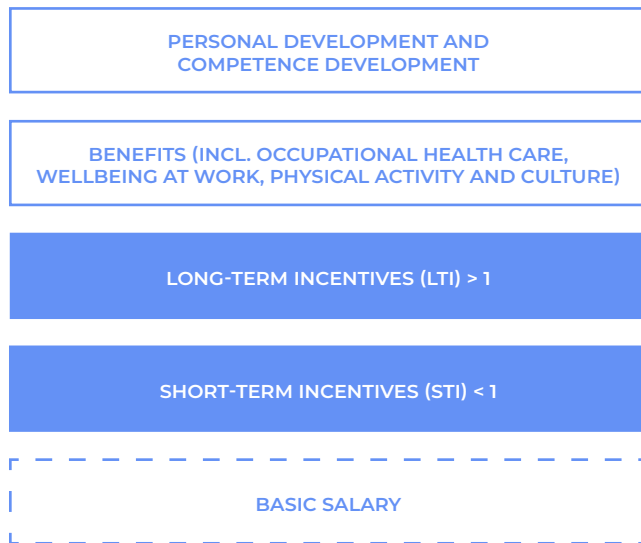 PERSONAL DEVELOPMENT AND
COMPETENCE DEVELOPMENT
BENEFITS (INCL. OCCUPATIONAL HEALTH CARE,
WELLBEING AT WORK, PHYSICAL ACTIVITY AND CULTURE)
LONG-TERM INCENTIVES (LTI) > 1
SHORT-TERM INCENTIVES (STI) < 1
BASIC SALARY